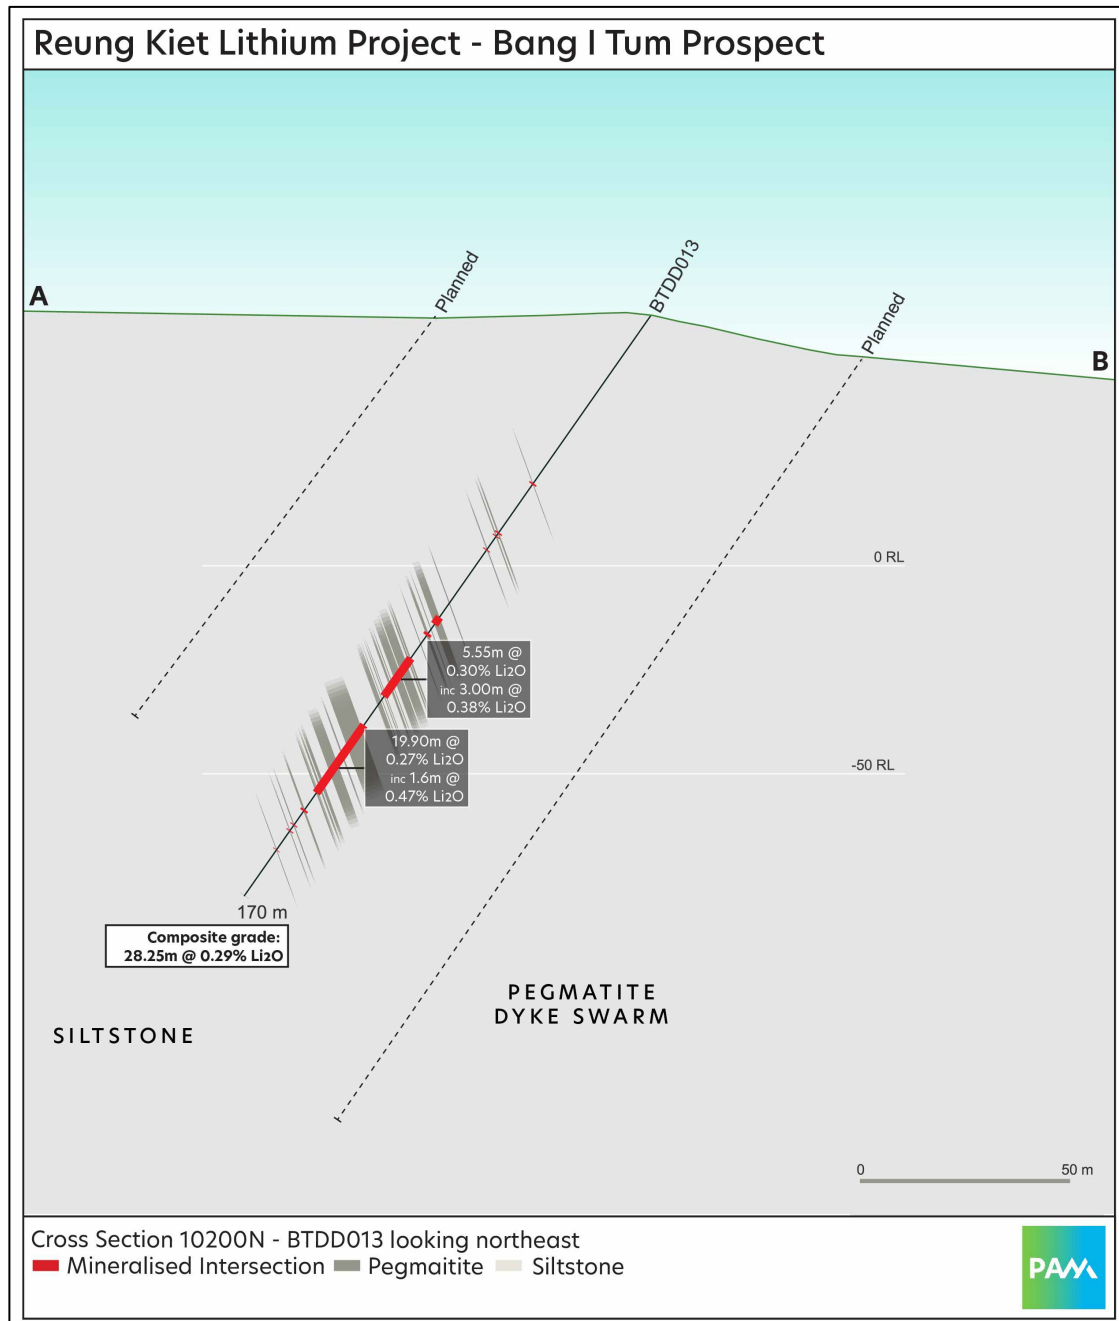 Reung Kiet Lithium Project - Bang I Tum Prospect
A
Planned
BTDD013
Planned
B
0 RL
5.55m @
0.30% Li2O
inc 3.00m @
0.38% Li2O
19.90m @
0.27% Li2O
inc 1.6m @
0.47% Li2O
-50 RL
170 m
Composite grade:
28.25m @ 0.29% Li2O
PEGMATITE
DYKE SWARM
SILTSTONE
0
50 m
Cross Section 10200N - BTDD013 looking northeast
Mineralised Intersection
Pegmaitite
Siltstone
PAM